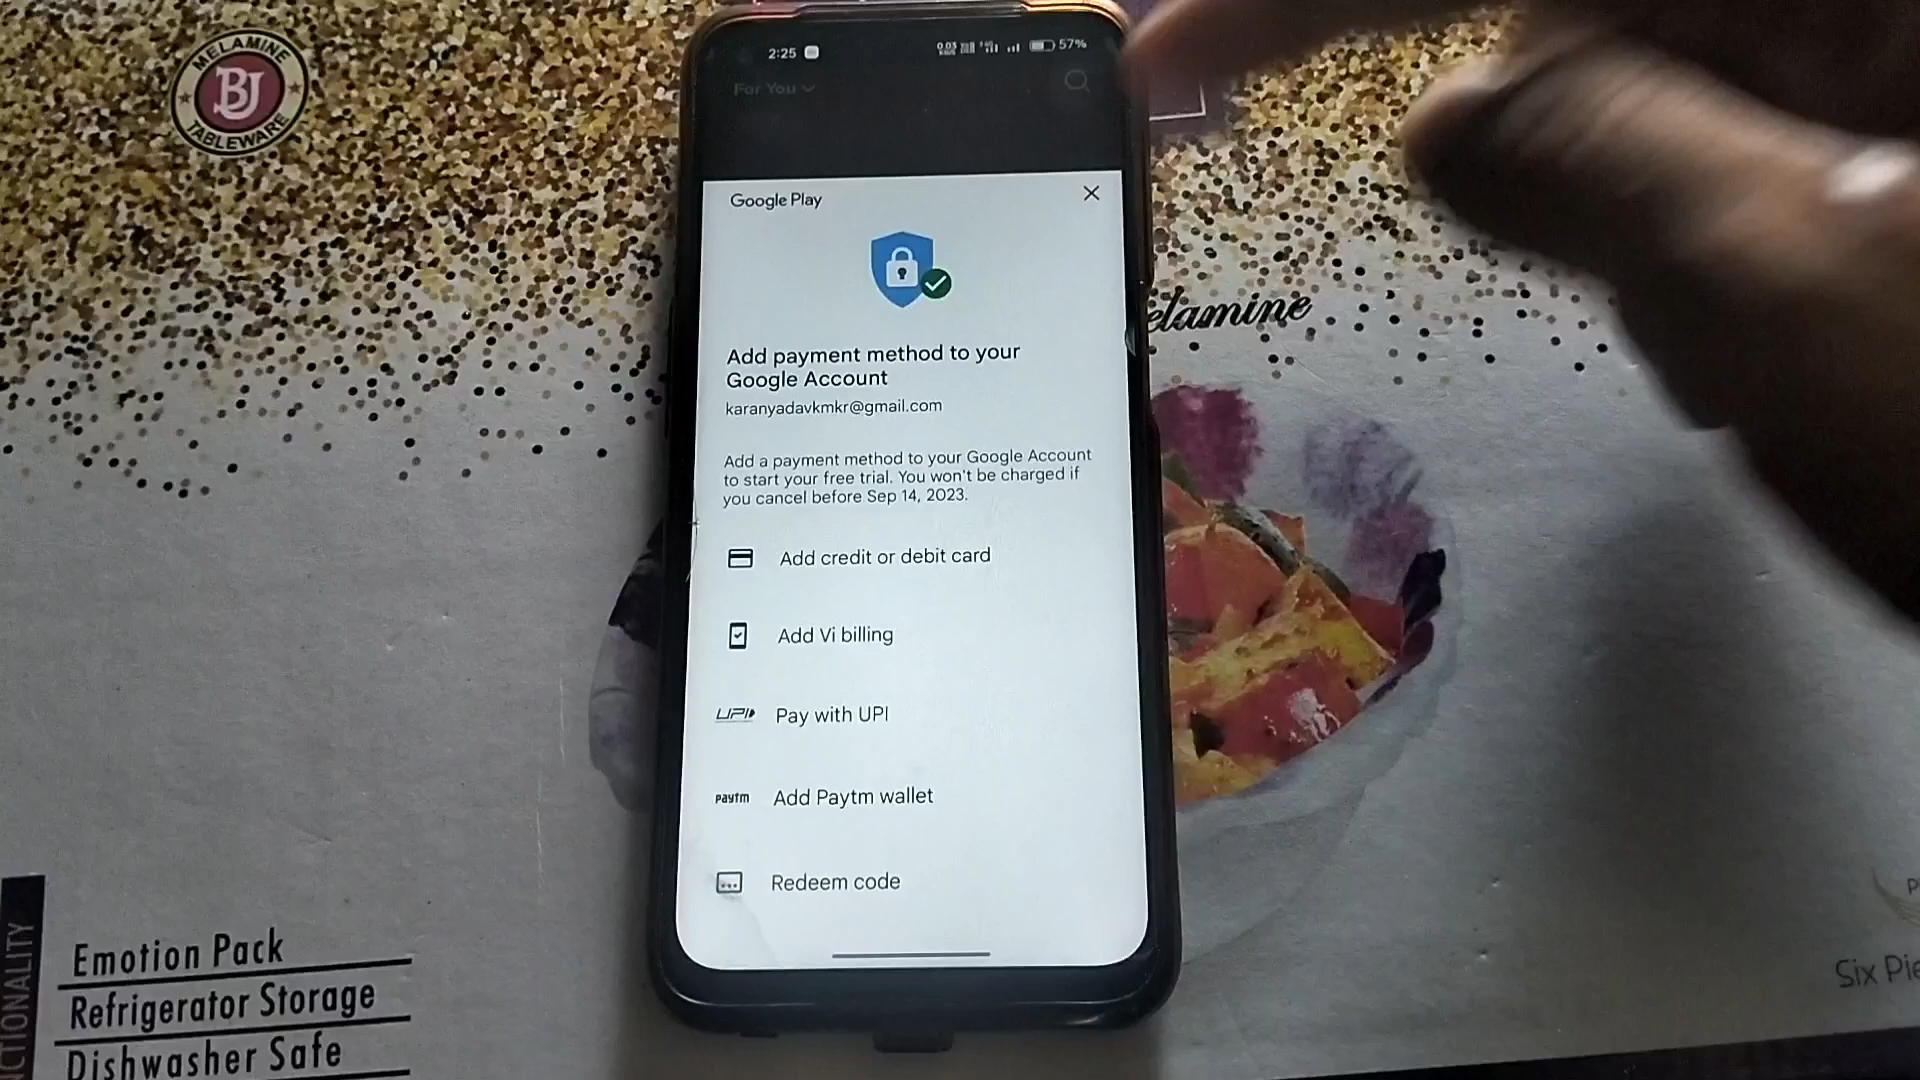 MELAMINE
BJ
TABLEWARE
2:25
57%
For You
Google Play
Add payment method to your
Google Account
karanyadavkmkr@gmail.com
Add a payment method to your Google Account
to start your free trial. You won't be charged if
you cancel before Sep 14, 2023.
Add credit or debit card
Add Vi billing
UPI Pay with UPI
paytm Add Paytm wallet
Redeem code
elamine
Emotion Pack
Refrigerator Storage
Dishwasher Safe
NCTIONALITY
Six Pie